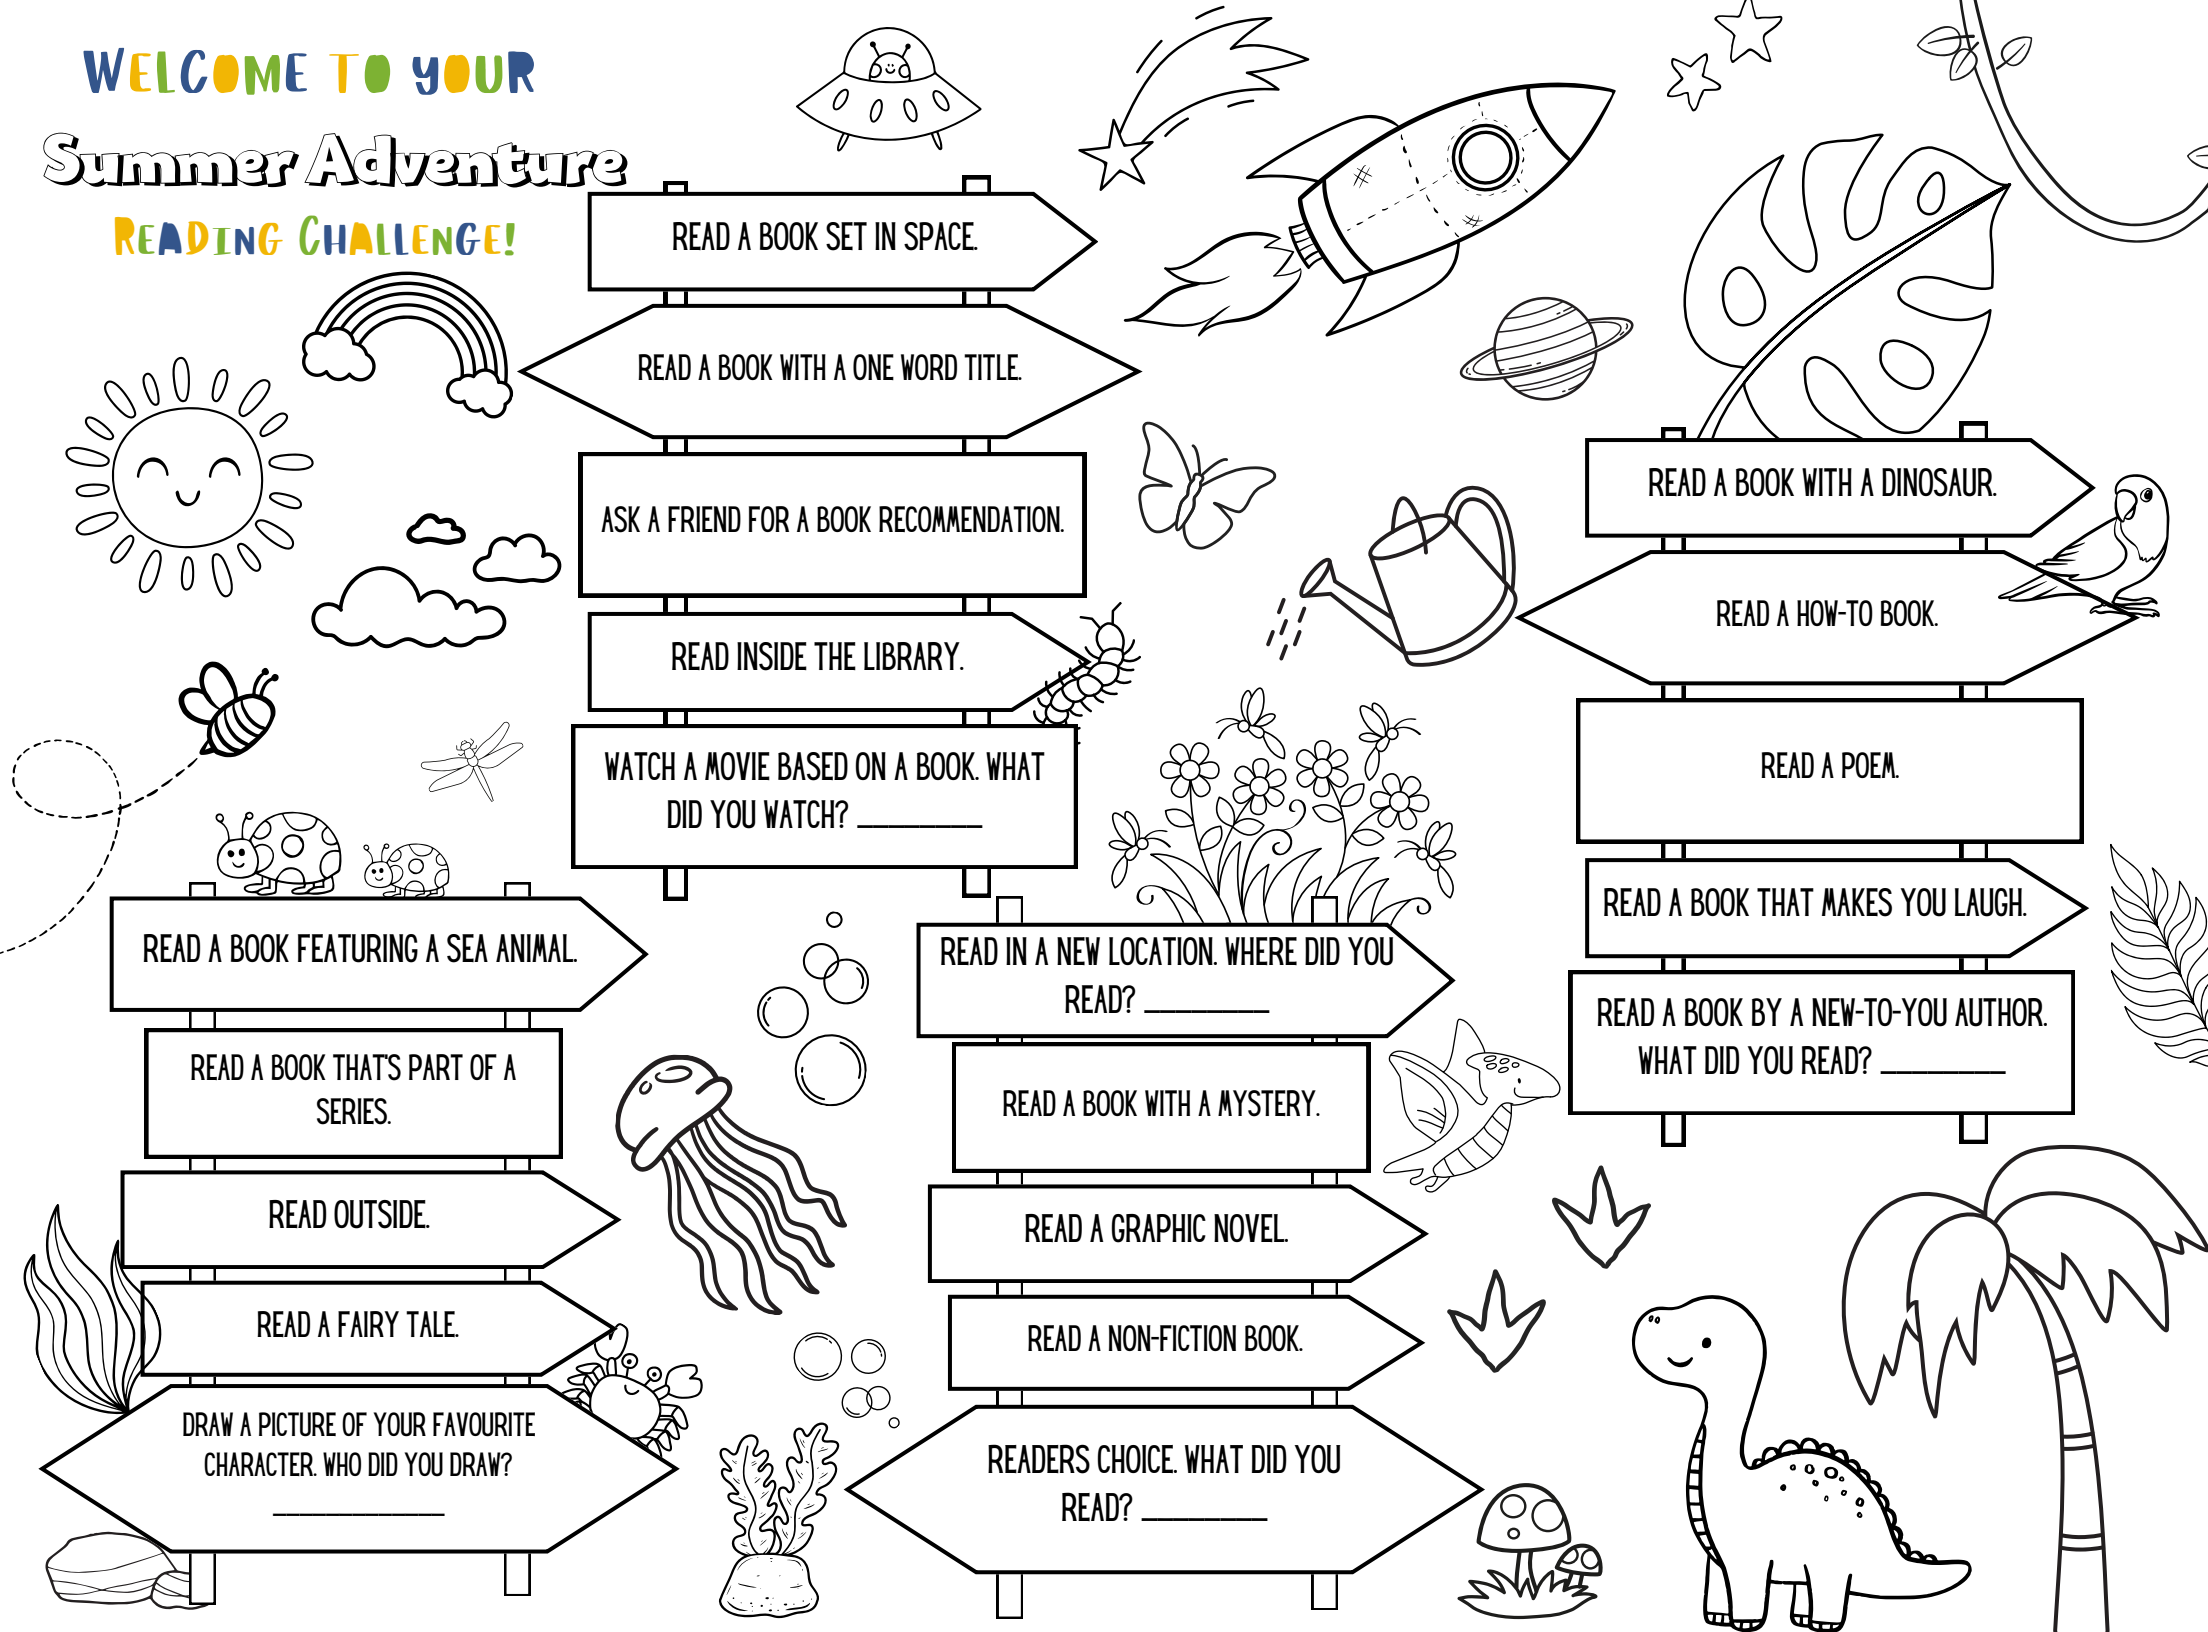 WELCOME TO YOUR
Summer Adventure
READING CHALLENGE!
READ A BOOK SET IN SPACE.
READ A BOOK WITH A ONE WORD TITLE.
ASK A FRIEND FOR A BOOK RECOMMENDATION.
READ INSIDE THE LIBRARY.
WATCH A MOVIE BASED ON A BOOK. WHAT
DID YOU WATCH? ________
READ A BOOK WITH A DINOSAUR.
READ A HOW-TO BOOK.
READ A POEM.
READ A BOOK THAT MAKES YOU LAUGH.
READ A BOOK BY A NEW-TO-YOU AUTHOR.
WHAT DID YOU READ? ________
READ A BOOK FEATURING A SEA ANIMAL.
READ A BOOK THAT'S PART OF A
SERIES.
READ OUTSIDE.
READ A FAIRY TALE.
DRAW A PICTURE OF YOUR FAVOURITE
CHARACTER. WHO DID YOU DRAW?
____________
READ IN A NEW LOCATION. WHERE DID YOU
READ? ________
READ A BOOK WITH A MYSTERY.
READ A GRAPHIC NOVEL.
READ A NON-FICTION BOOK.
READERS CHOICE. WHAT DID YOU
READ? ________